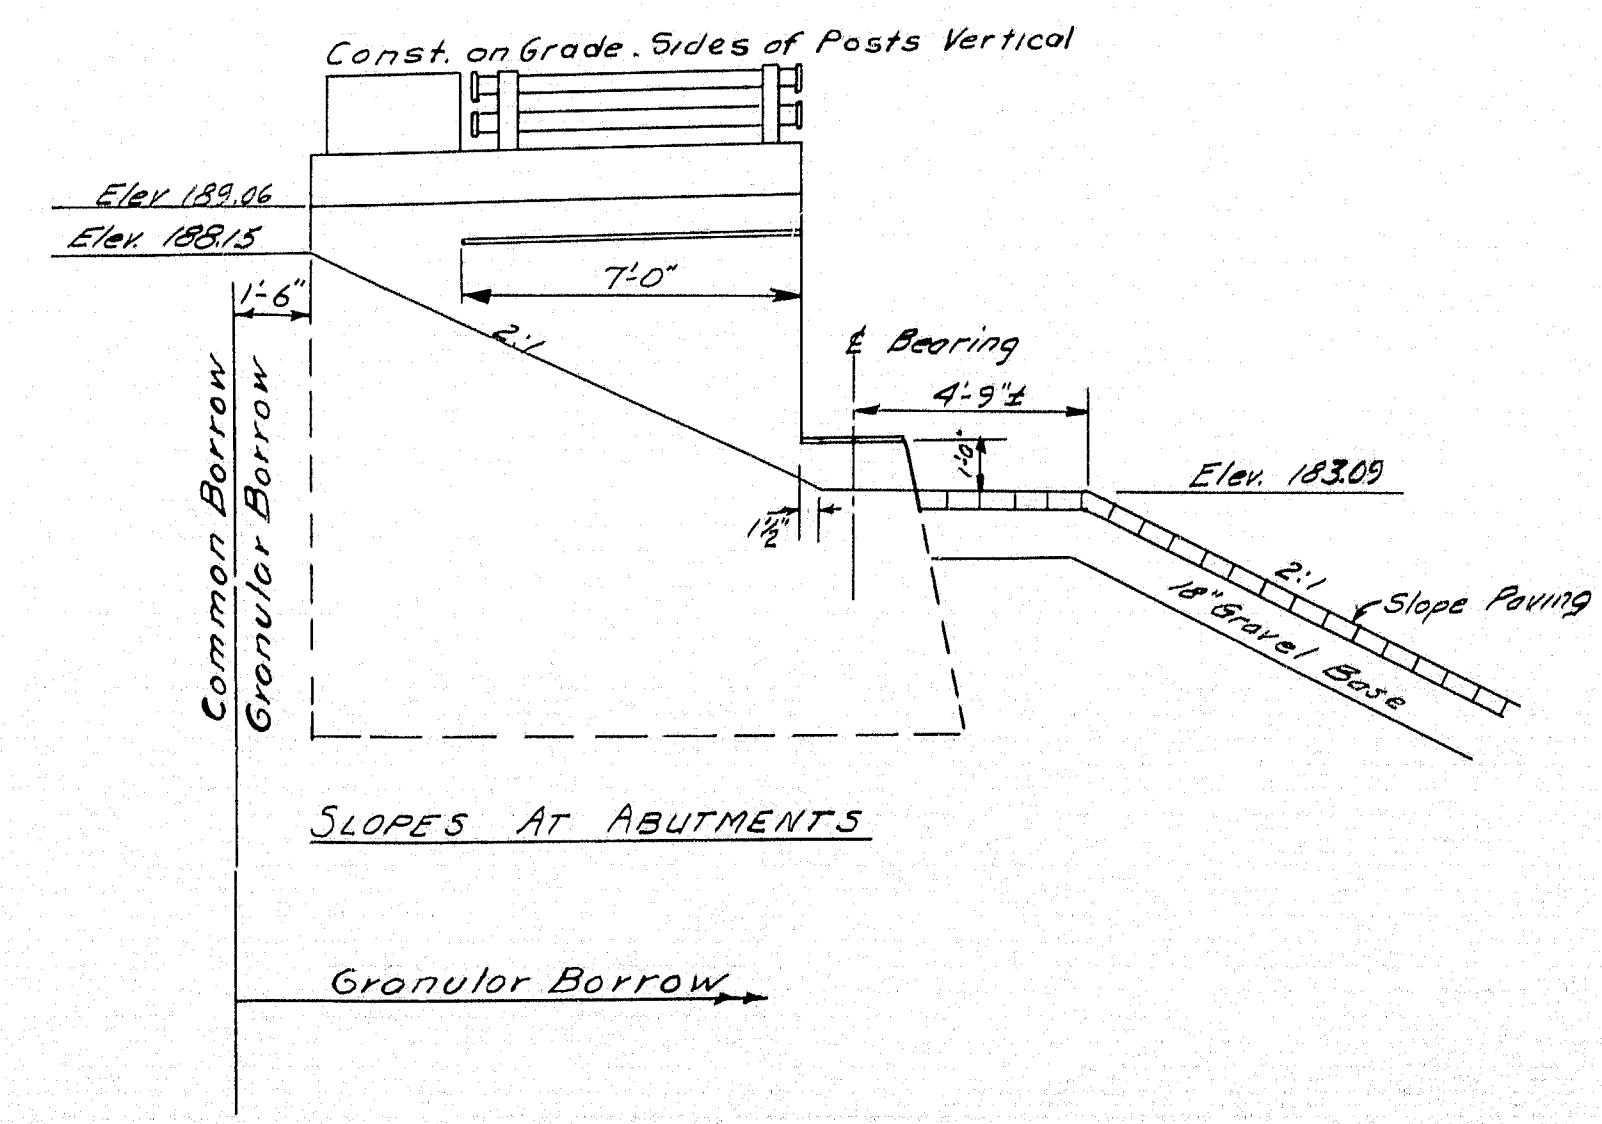 Const. on Grade. Sides of Posts Vertical
Elev 189.06
Elev. 188.15
1'-6"
7'-0"
2:1
℄ Bearing
4'-9"±
1'-0"
Elev. 183.09
1½"
Common Borrow
Granular Borrow
2:1
Slope Paving
18" Gravel Base
SLOPES AT ABUTMENTS
Granular Borrow